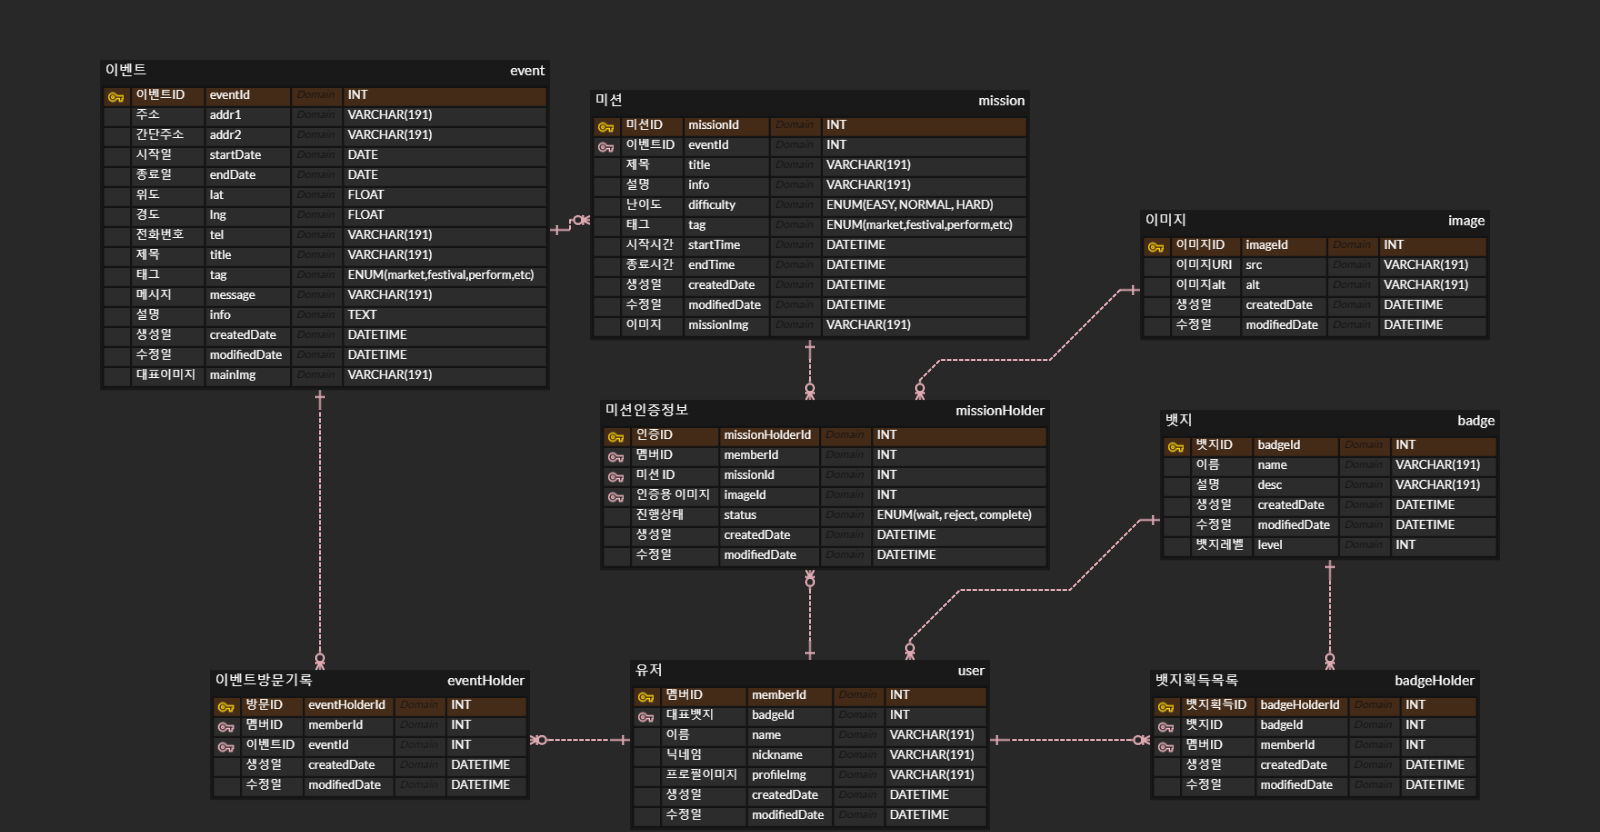 이벤트 event
이벤트ID eventId Domain INT
주소 addr1 Domain VARCHAR(191)
간단주소 addr2 Domain VARCHAR(191)
시작일 startDate Domain DATE
종료일 endDate Domain DATE
위도 lat Domain FLOAT
경도 lng Domain FLOAT
전화번호 tel Domain VARCHAR(191)
제목 title Domain VARCHAR(191)
태그 tag Domain ENUM(market,festival,perform,etc)
메시지 message Domain VARCHAR(191)
설명 info Domain TEXT
생성일 createdDate Domain DATETIME
수정일 modifiedDate Domain DATETIME
대표이미지 mainImg Domain VARCHAR(191)
미션 mission
미션ID missionId Domain INT
이벤트ID eventId Domain INT
제목 title Domain VARCHAR(191)
설명 info Domain VARCHAR(191)
난이도 difficulty Domain ENUM(EASY, NORMAL, HARD)
태그 tag Domain ENUM(market,festival,perform,etc)
시작시간 startTime Domain DATETIME
종료시간 endTime Domain DATETIME
생성일 createdDate Domain DATETIME
수정일 modifiedDate Domain DATETIME
이미지 missionImg Domain VARCHAR(191)
이미지 image
이미지ID imageId Domain INT
이미지URI src Domain VARCHAR(191)
이미지alt alt Domain VARCHAR(191)
생성일 createdDate Domain DATETIME
수정일 modifiedDate Domain DATETIME
미션인증정보 missionHolder
인증ID missionHolderId Domain INT
멤버ID memberId Domain INT
미션 ID missionId Domain INT
인증용 이미지 imageId Domain INT
진행상태 status Domain ENUM(wait, reject, complete)
생성일 createdDate Domain DATETIME
수정일 modifiedDate Domain DATETIME
뱃지 badge
뱃지ID badgeId Domain INT
이름 name Domain VARCHAR(191)
설명 desc Domain VARCHAR(191)
생성일 createdDate Domain DATETIME
수정일 modifiedDate Domain DATETIME
뱃지레벨 level Domain INT
이벤트방문기록 eventHolder
방문ID eventHolderId Domain INT
멤버ID memberId Domain INT
이벤트ID eventId Domain INT
생성일 createdDate Domain DATETIME
수정일 modifiedDate Domain DATETIME
유저 user
멤버ID memberId Domain INT
대표뱃지 badgeId Domain INT
이름 name Domain VARCHAR(191)
닉네임 nickname Domain VARCHAR(191)
프로필이미지 profileImg Domain VARCHAR(191)
생성일 createdDate Domain DATETIME
수정일 modifiedDate Domain DATETIME
뱃지획득목록 badgeHolder
뱃지획득ID badgeHolderId Domain INT
뱃지ID badgeId Domain INT
멤버ID memberId Domain INT
생성일 createdDate Domain DATETIME
수정일 modifiedDate Domain DATETIME